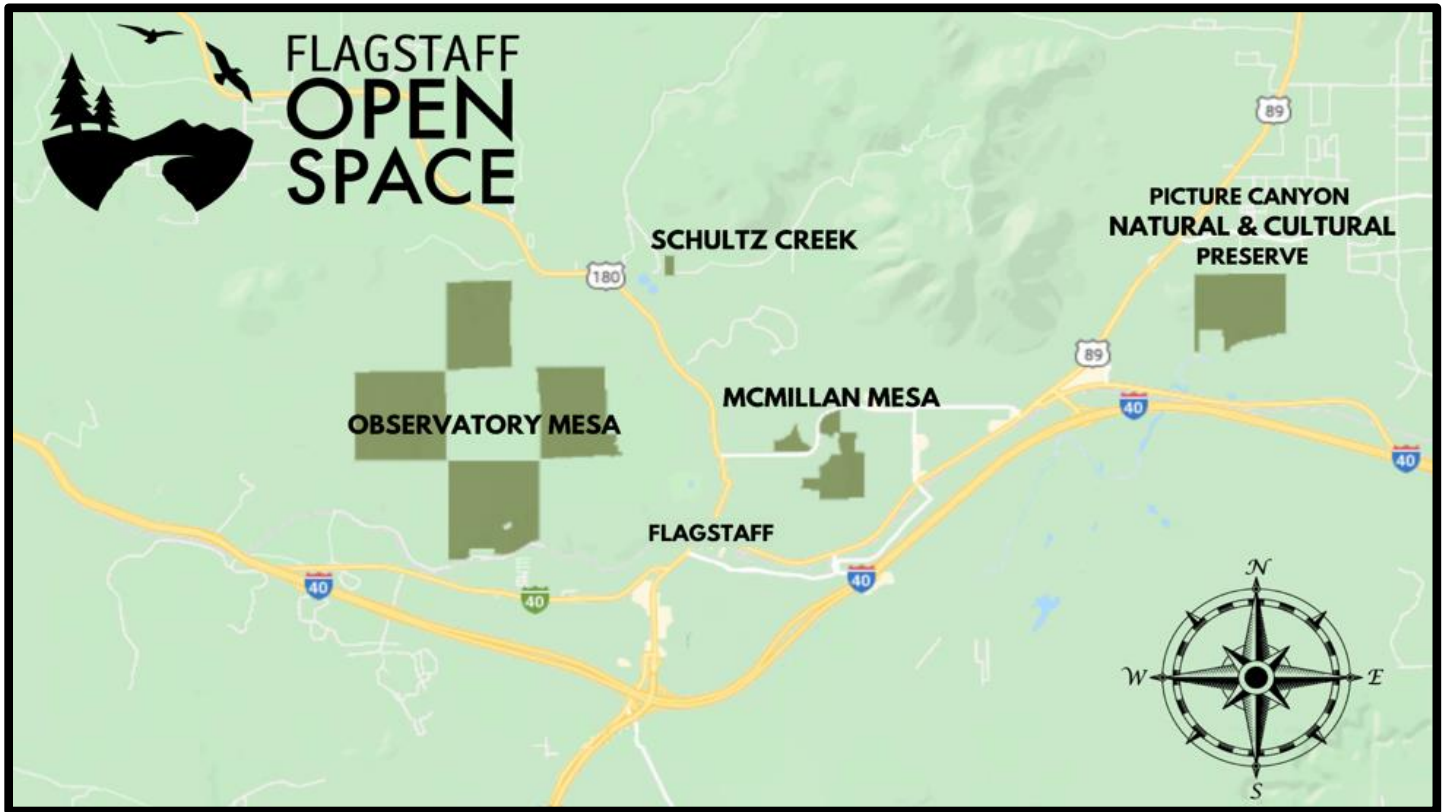 FLAGSTAFF
OPEN
SPACE
89
PICTURE CANYON
NATURAL & CULTURAL
PRESERVE
SCHULTZ CREEK
180
89
MCMILLAN MESA
40
OBSERVATORY MESA
40
FLAGSTAFF
40
40
40
N
W
E
S